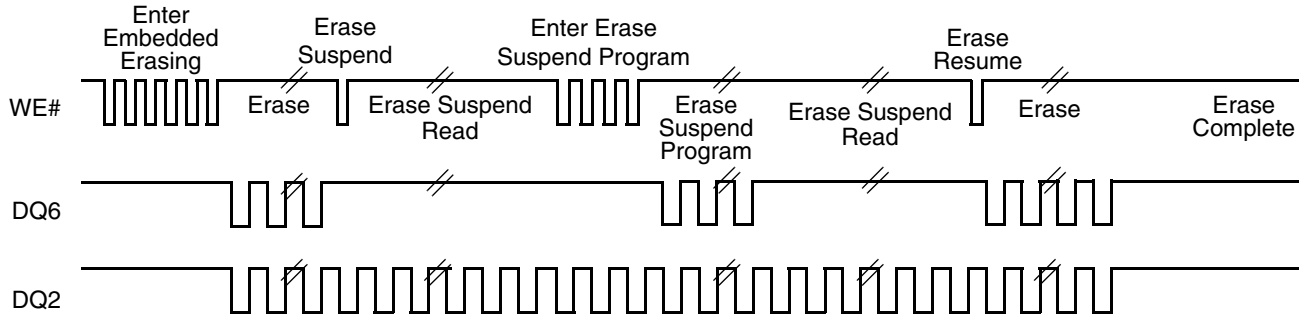 Enter
Embedded
Erasing
Erase
Suspend
Enter Erase
Suspend Program
Erase
Resume
WE#
Erase
Erase Suspend
Read
Erase
Suspend
Program
Erase Suspend
Read
Erase
Erase
Complete
DQ6
DQ2